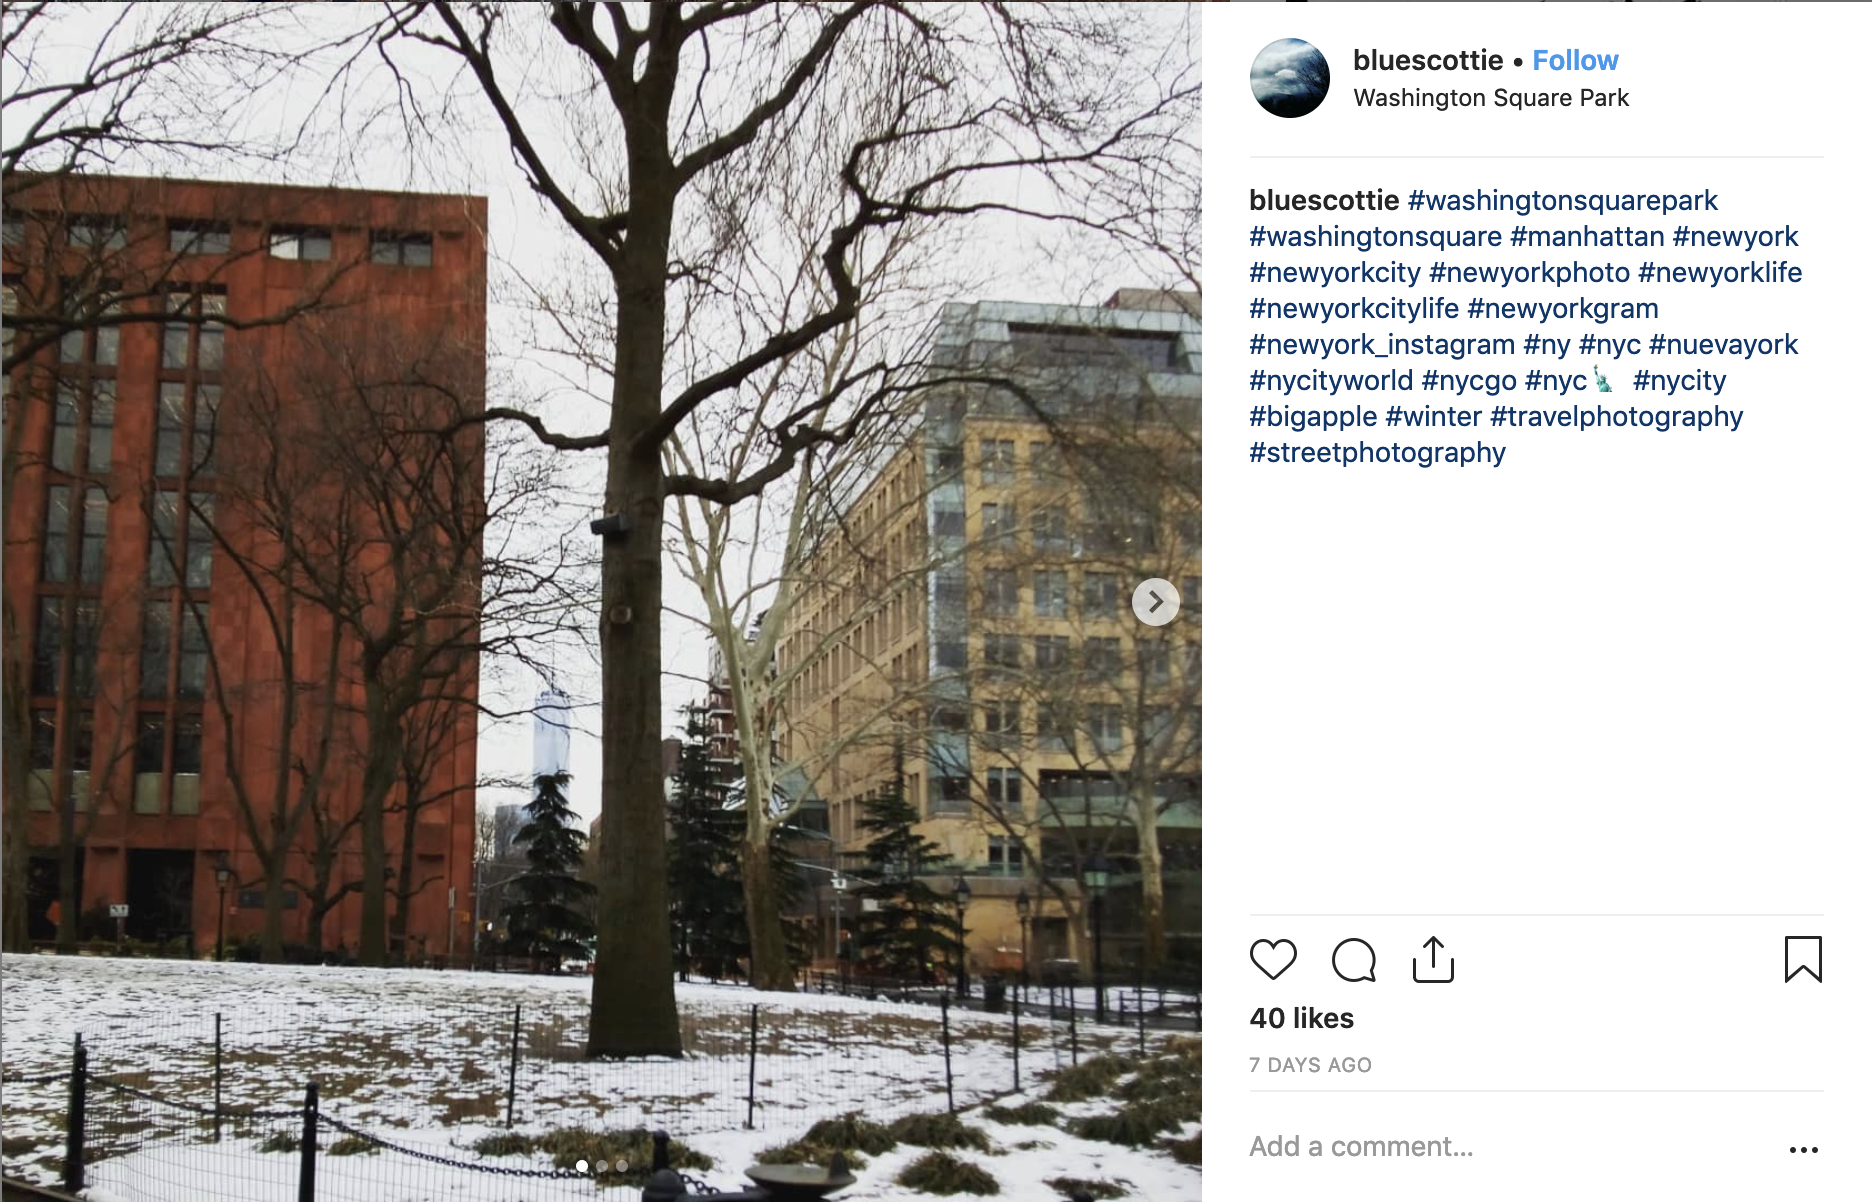 bluescottie • Follow
Washington Square Park
bluescottie #washingtonsquarepark
#washingtonsquare #manhattan #newyork
#newyorkcity #newyorkphoto #newyorklife
#newyorkcitylife #newyorkgram
#newyork_instagram #ny #nyc #nuevayork
#nycityworld #nycgo #nyc🗽 #nycity
#bigapple #winter #travelphotography
#streetphotography
40 likes
7 DAYS AGO
Add a comment...